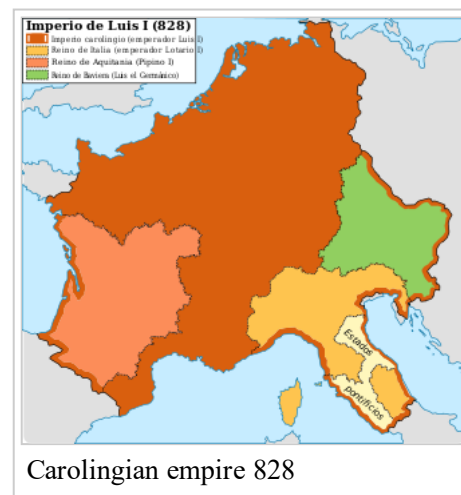 Imperio de Luis I (828)
Imperio carolingio (emperador Luis I)
Reino de Italia (emperador Lotario I)
Reino de Aquitania (Pipino I)
Reino de Baviera (Luis el Germánico)
Estados
pontificios
Carolingian empire 828